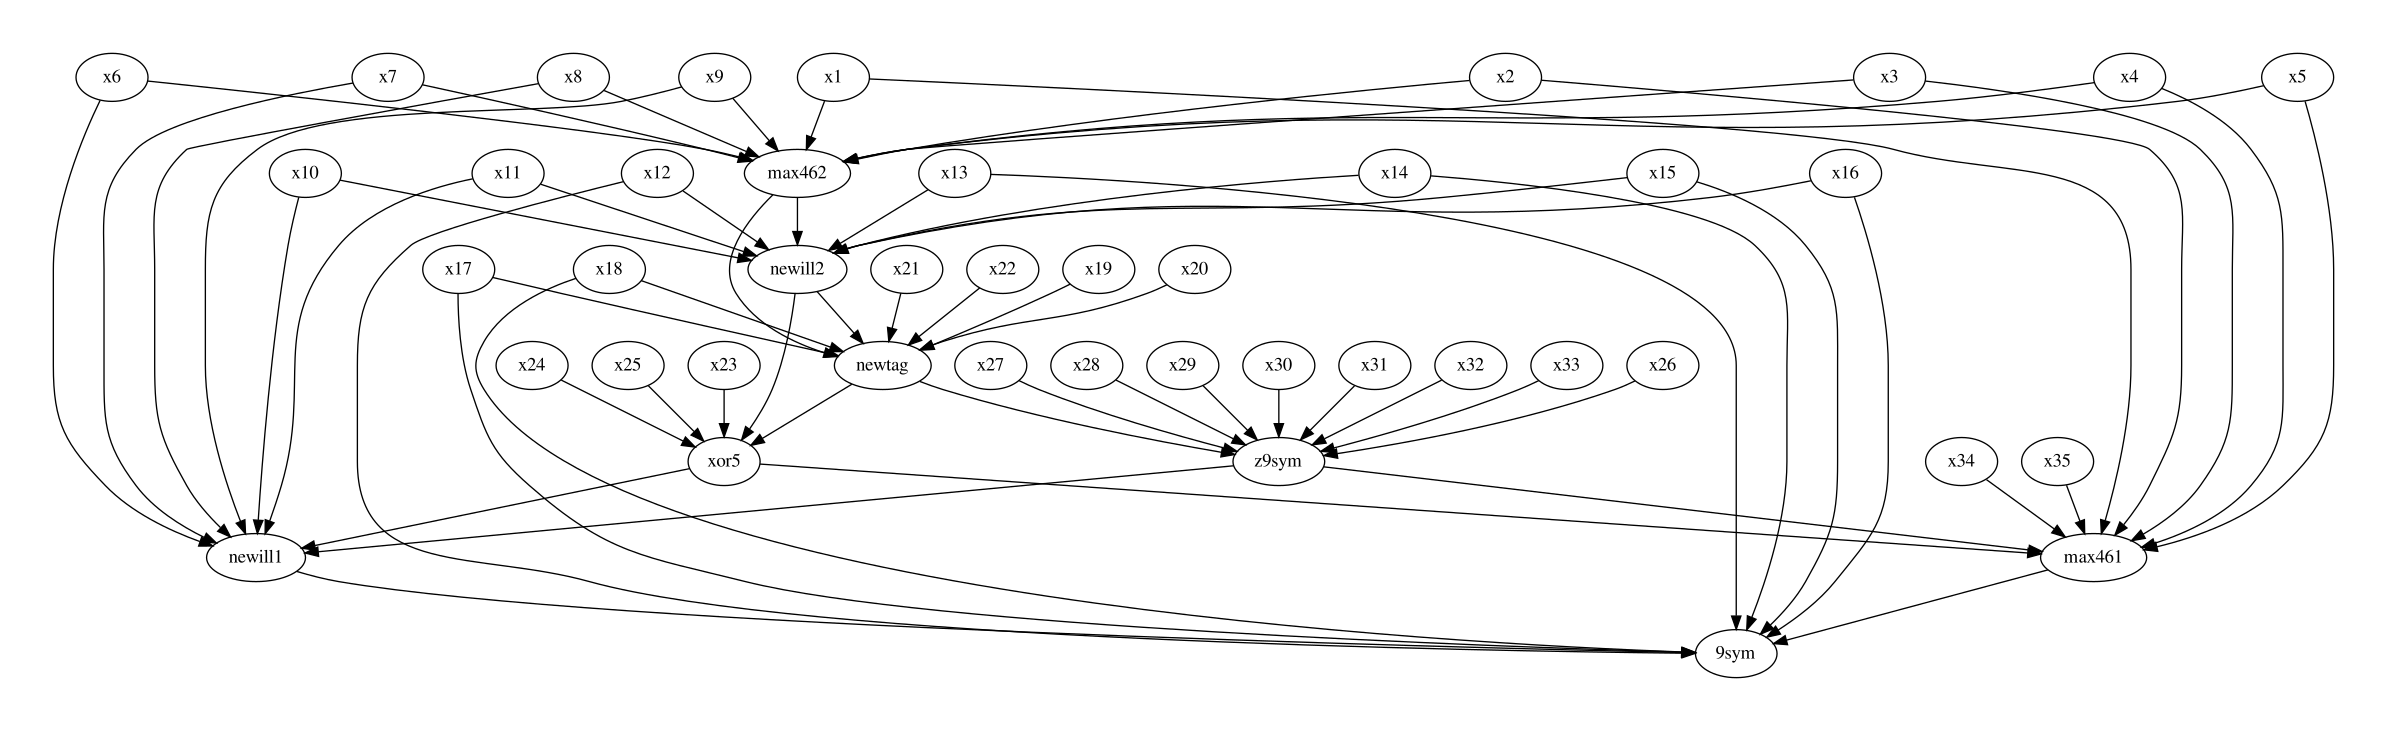 x6 x7 x8 x9 x1 x2 x3 x4 x5
x10 x11 x12 max462 x13 x14 x15 x16
x17 x18 newill2 x21 x22 x19 x20
x24 x25 x23 newtag x27 x28 x29 x30 x31 x32 x33 x26
xor5 z9sym x34 x35
newill1 max461
9sym